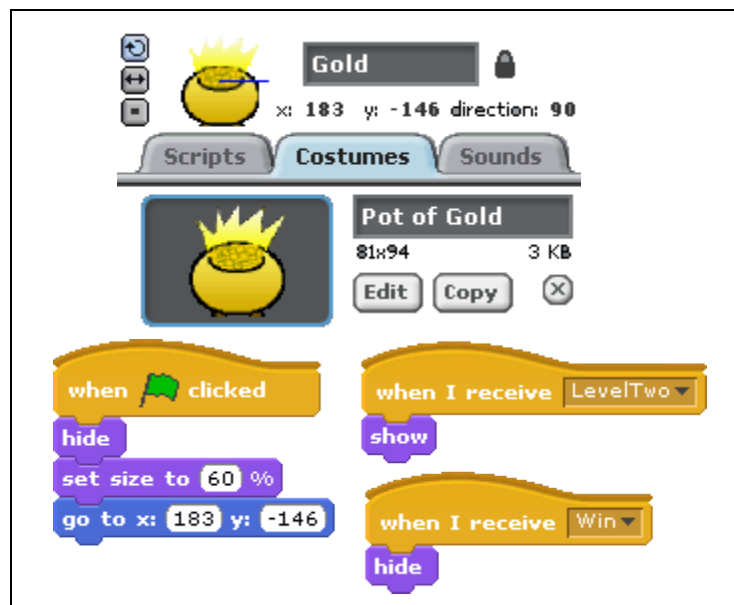 Gold
x: 183 y: -146 direction: 90
Scripts Costumes Sounds
Pot of Gold
81x94 3 KB
Edit Copy
when clicked
hide
set size to 60 %
go to x: 183 y: -146
when I receive LevelTwo
show
when I receive Win
hide